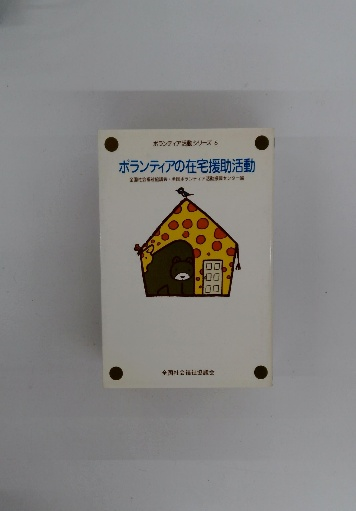 ボランティア活動シリーズ 6
ボランティアの在宅援助活動
全国社会福祉協議会・全国ボランティア活動振興センター編
全国社会福祉協議会